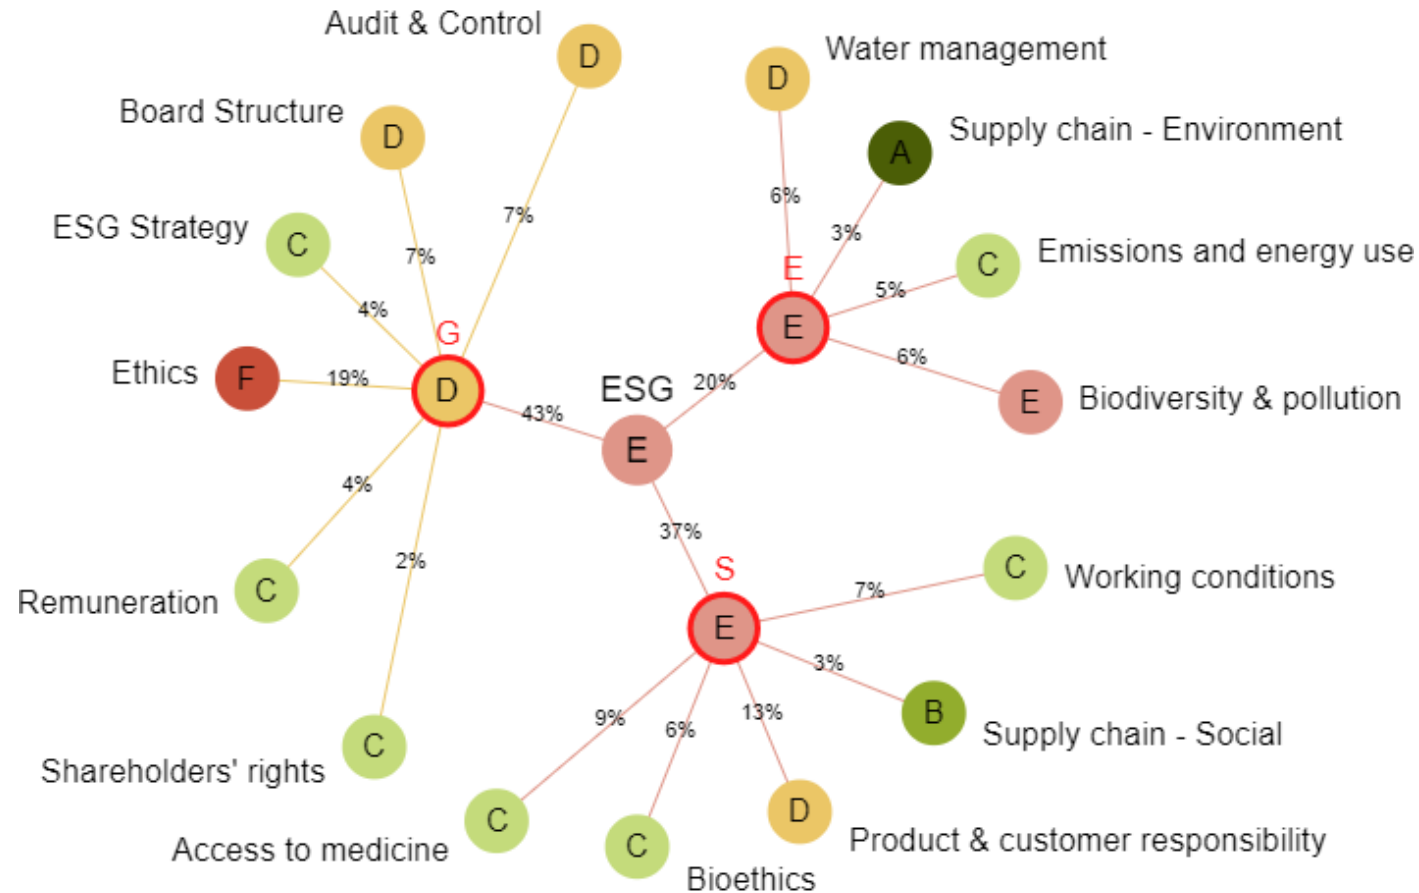 Audit & Control
D
Water management
D
Board Structure
D
Supply chain - Environment
A
6%
3%
7%
7%
ESG Strategy
C
Emissions and energy use
C
5%
4%
E
E
G
D
Ethics
F
19%
6%
Biodiversity & pollution
E
ESG
E
20%
43%
4%
37%
2%
Remuneration
C
S
E
Working conditions
C
7%
3%
Supply chain - Social
B
9%
6%
13%
Shareholders' rights
C
Access to medicine
C
Bioethics
C
Product & customer responsibility
D